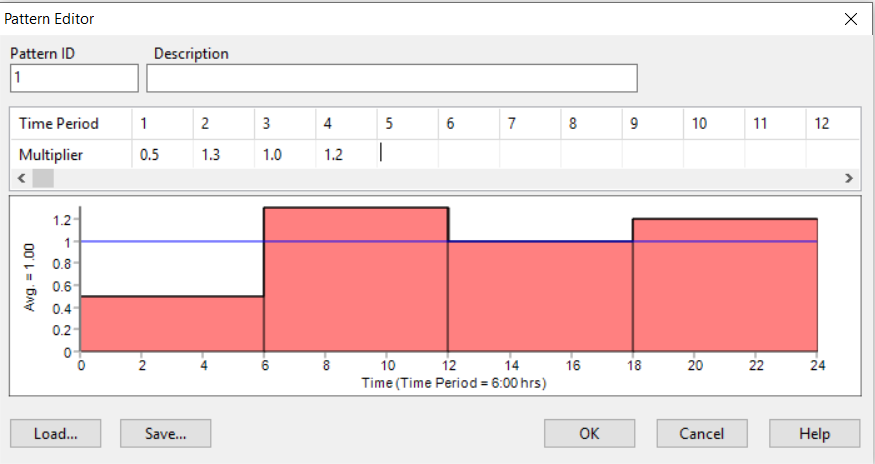 Pattern Editor
Pattern ID Description
1
Time Period 1 2 3 4 5 6 7 8 9 10 11 12
Multiplier 0.5 1.3 1.0 1.2
Avg. = 1.00
1.2
1
0.8
0.6
0.4
0.2
0
0 2 4 6 8 10 12 14 16 18 20 22 24
Time (Time Period = 6:00 hrs)
Load... Save... OK Cancel Help